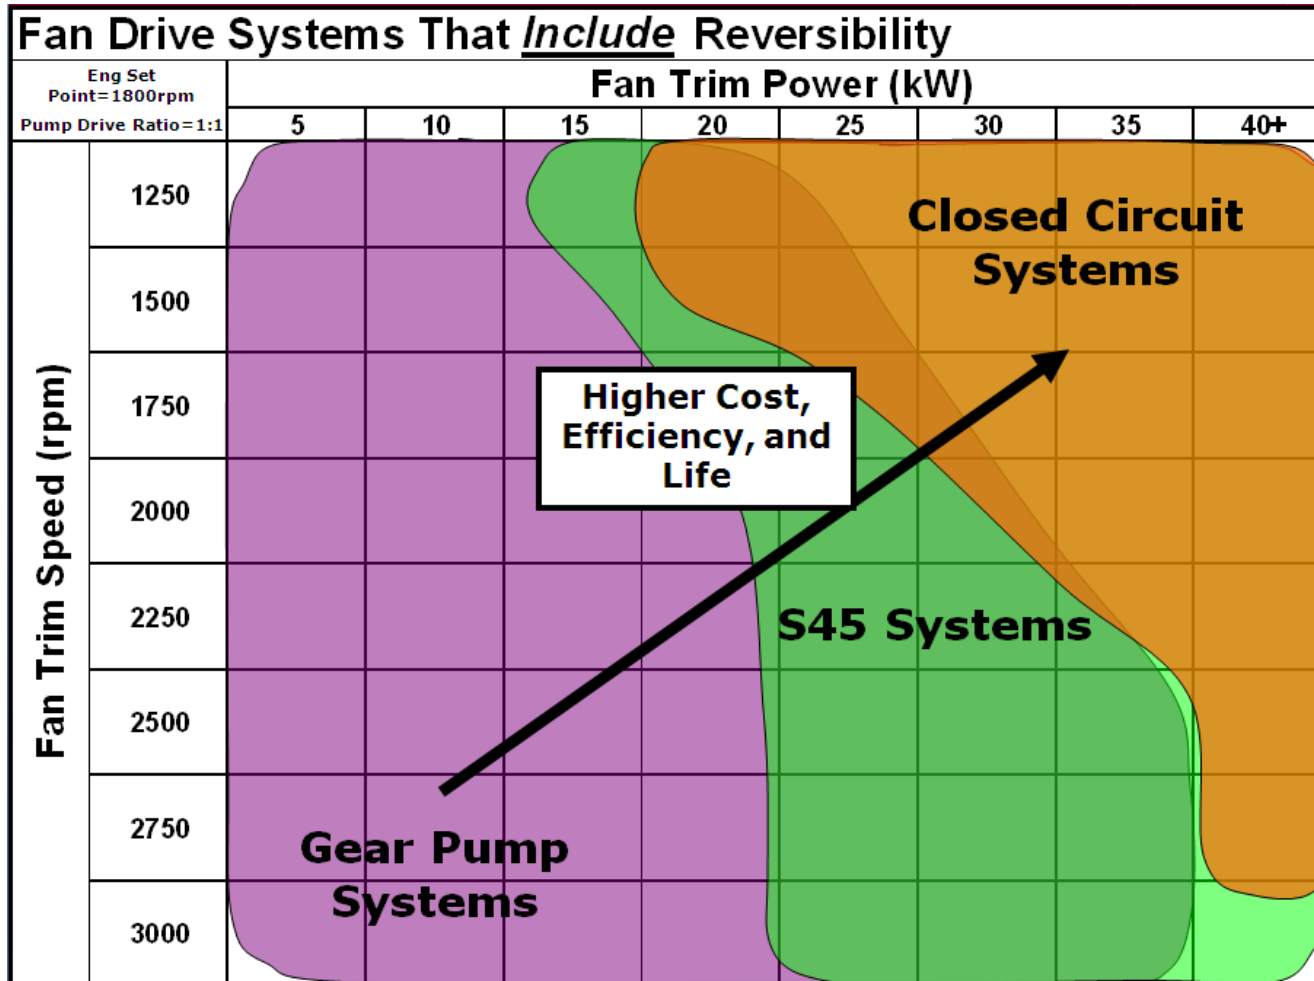 Fan Drive Systems That Include Reversibility
Eng Set
Point=1800rpm
Fan Trim Power (kW)
Pump Drive Ratio=1:1
5 10 15 20 25 30 35 40+
Fan Trim Speed (rpm)
1250
Closed Circuit
Systems
1500
1750
Higher Cost,
Efficiency, and
Life
2000
2250
S45 Systems
2500
2750
Gear Pump
Systems
3000